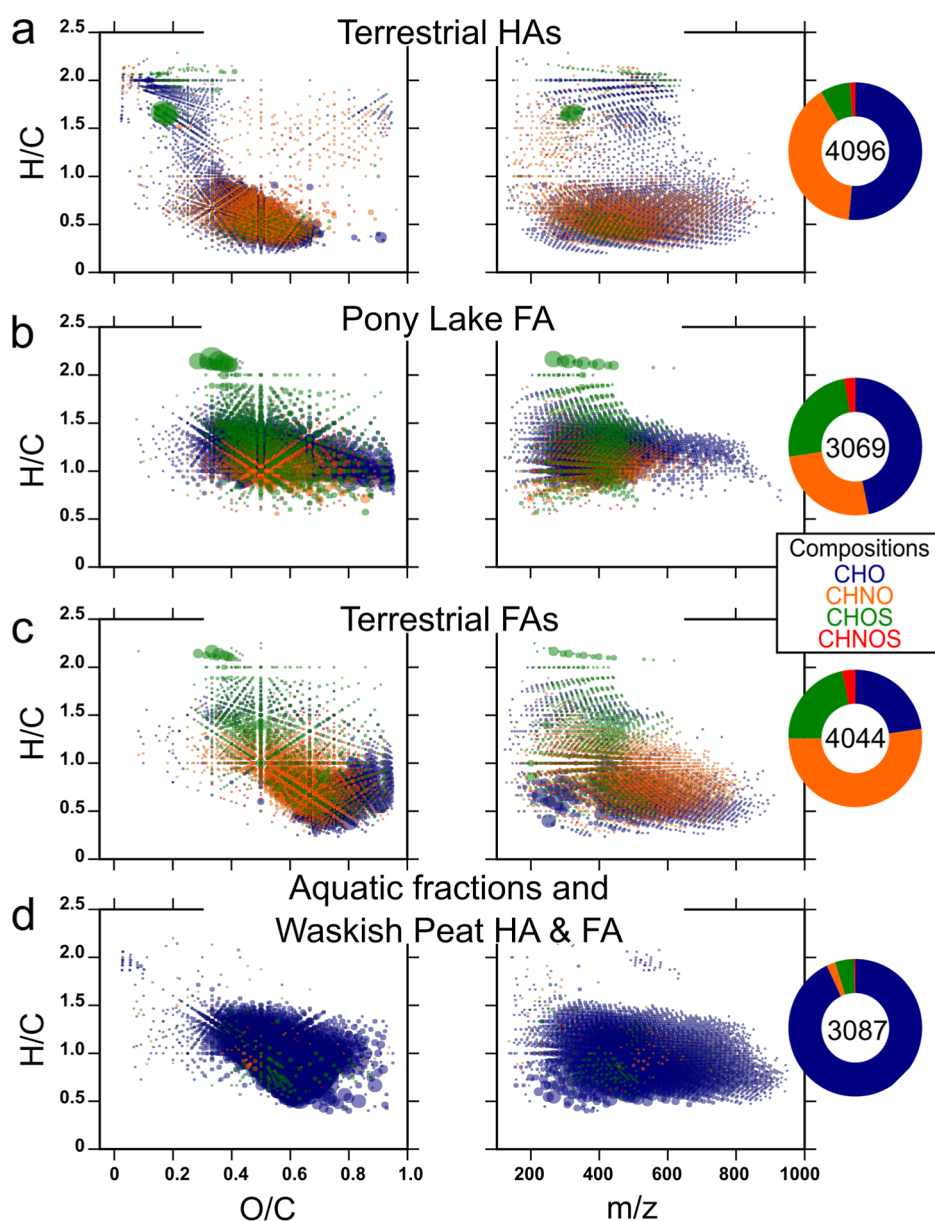 a
Terrestrial HAs
2.5
2.0
1.5
1.0
0.5
0
H/C
4096
b
Pony Lake FA
2.5
2.0
1.5
1.0
0.5
0
H/C
3069
Compositions
CHO
CHNO
CHOS
CHNOS
c
Terrestrial FAs
2.5
2.0
1.5
1.0
0.5
0
H/C
4044
d
Aquatic fractions and
Waskish Peat HA & FA
2.5
2.0
1.5
1.0
0.5
0
H/C
3087
0 0.2 0.4 0.6 0.8 1.0
200 400 600 800 1000
O/C
m/z